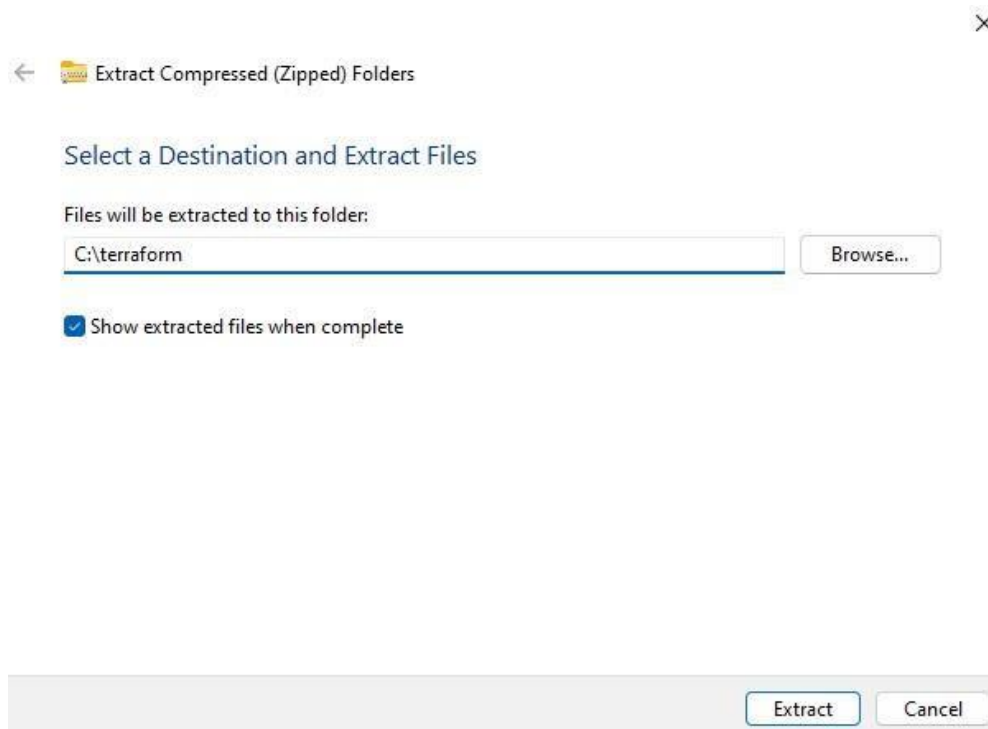 Extract Compressed (Zipped) Folders
Select a Destination and Extract Files
Files will be extracted to this folder:
C:\terraform
Browse...
Show extracted files when complete
Extract
Cancel